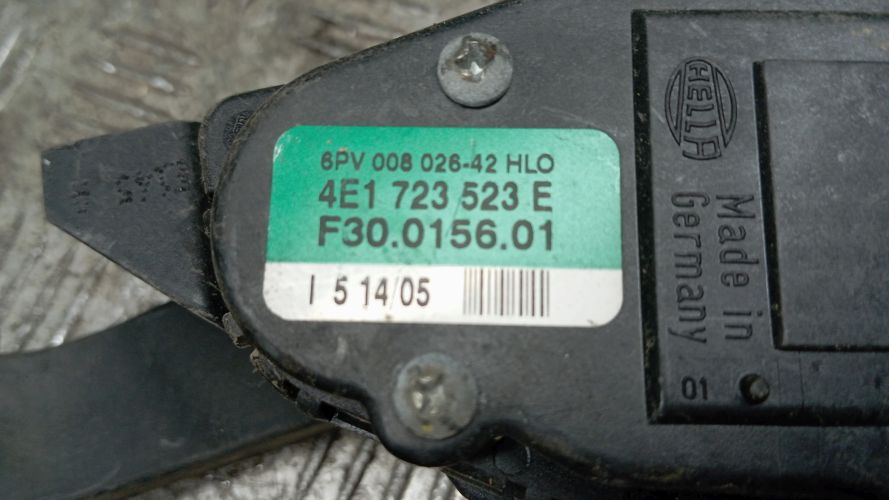 6PV 008 026-42 HLO
4E1 723 523 E
F30.0156.01
I 5 14/05
HELLA
Made in
Germany
01